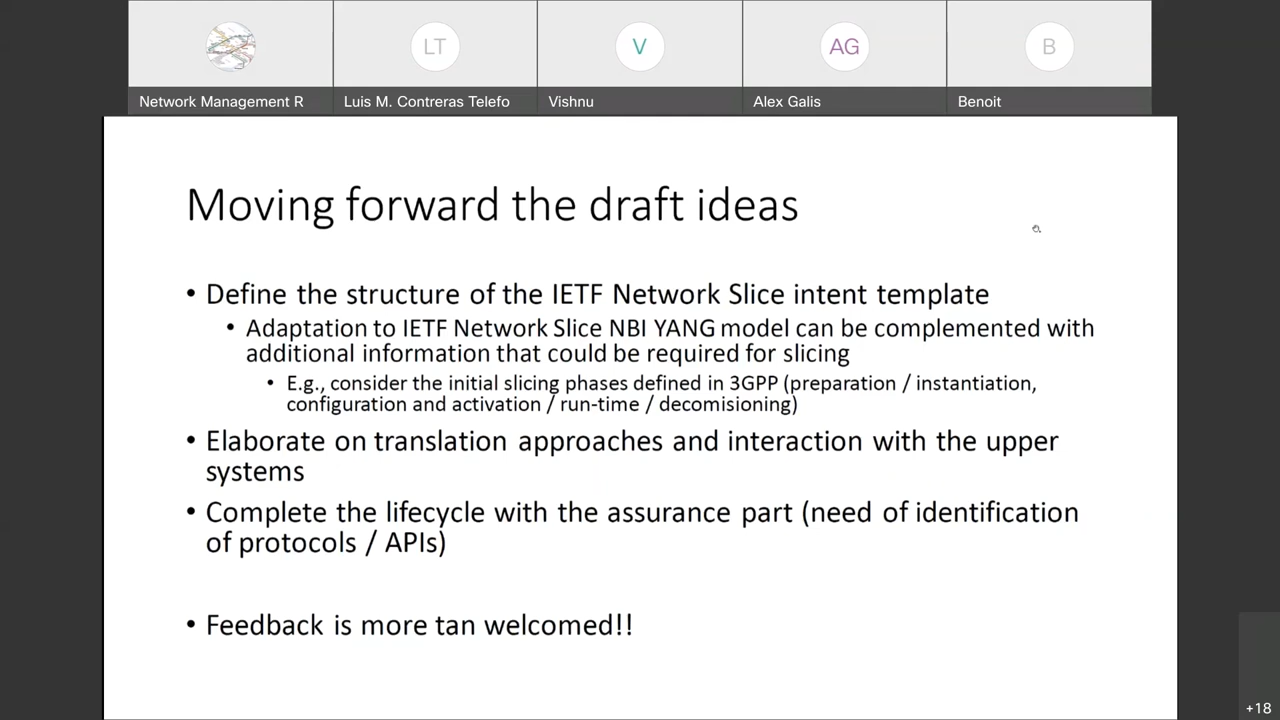 LT
V
AG
B
Network Management R
Luis M. Contreras Telefo
Vishnu
Alex Galis
Benoit
Moving forward the draft ideas
• Define the structure of the IETF Network Slice intent template
• Adaptation to IETF Network Slice NBI YANG model can be complemented with
additional information that could be required for slicing
• E.g., consider the initial slicing phases defined in 3GPP (preparation / instantiation,
configuration and activation / run-time / decomisioning)
• Elaborate on translation approaches and interaction with the upper
systems
• Complete the lifecycle with the assurance part (need of identification
of protocols / APIs)
• Feedback is more tan welcomed!!
+18